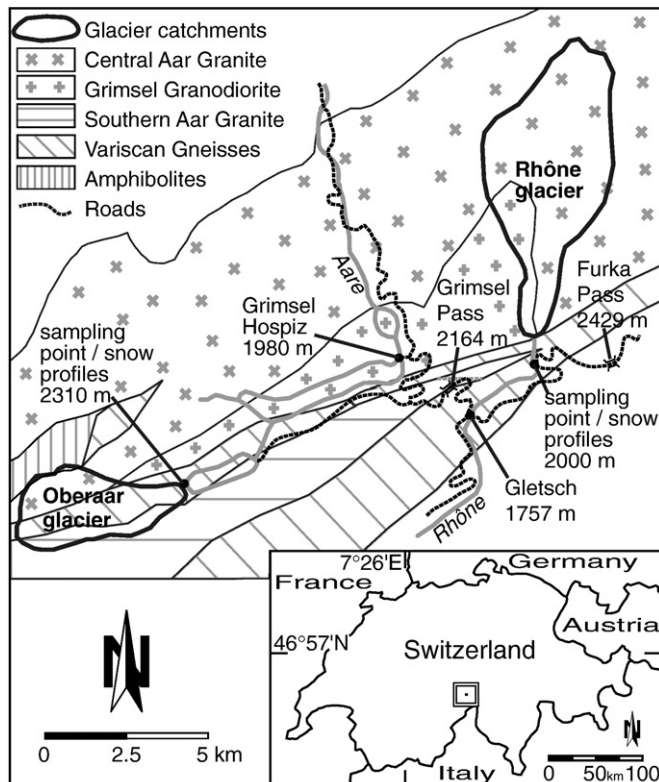 Glacier catchments
Central Aar Granite
Grimsel Granodiorite
Southern Aar Granite
Variscan Gneisses
Amphibolites
Roads
Rhône
glacier
Aare
Grimsel
Pass
2164 m
Furka
Pass
2429 m
Grimsel
Hospiz
1980 m
sampling
point / snow
profiles
2310 m
sampling
point / snow
profiles
2000 m
Oberaar
glacier
Gletsch
1757 m
Rhône
N
0 2.5 5 km
7°26'E
Germany
France
Austria
46°57'N
Switzerland
Italy
N
0 50km 100